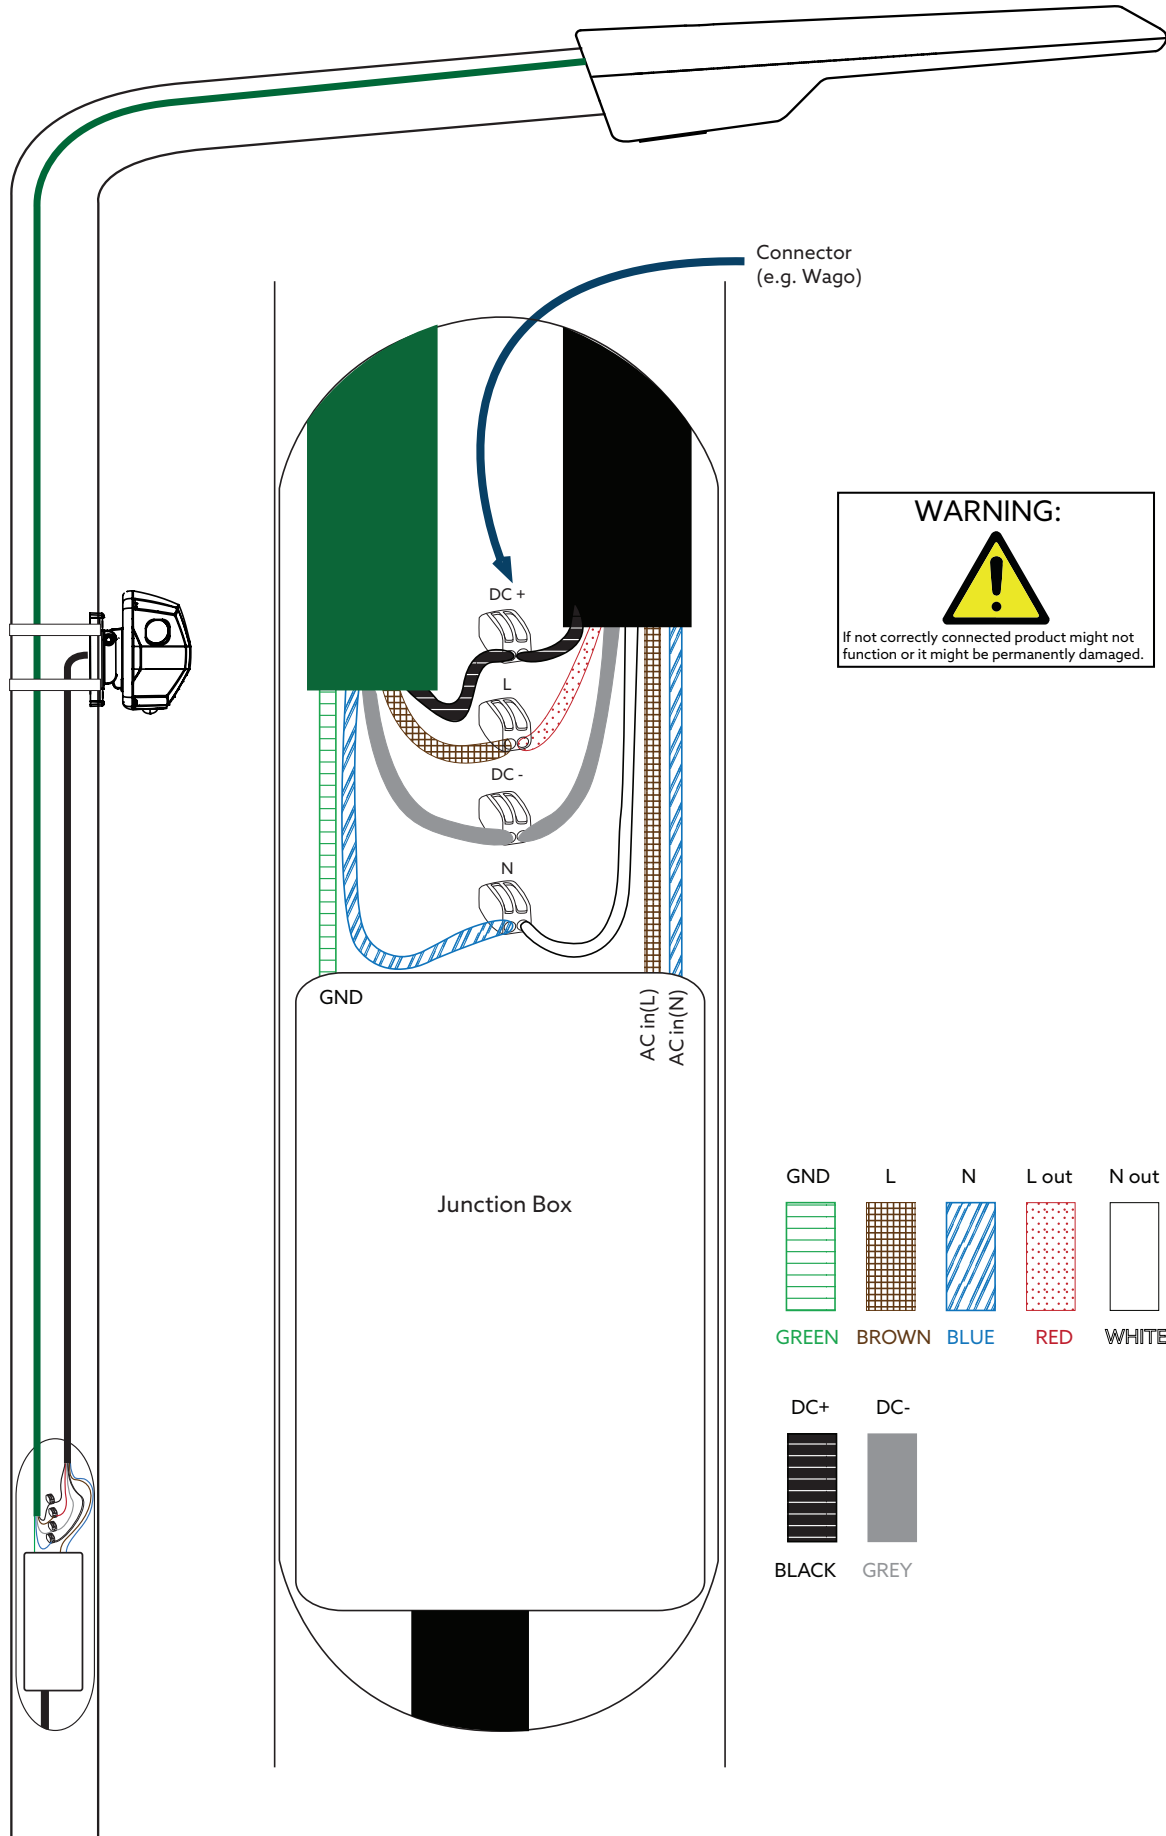 Connector
(e.g. Wago)
WARNING:
If not correctly connected product might not
function or it might be permanently damaged.
DC +
L
DC -
N
GND
AC in(L)
AC in(N)
Junction Box
GND L N L out N out
GREEN BROWN BLUE RED WHITE
DC+ DC-
BLACK GREY